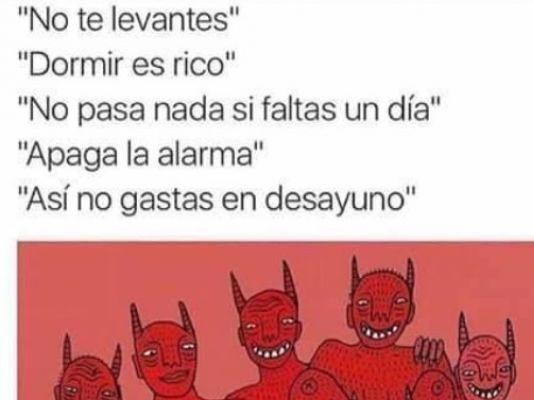 "No te levantes"
"Dormir es rico"
"No pasa nada si faltas un día"
"Apaga la alarma"
"Así no gastas en desayuno"